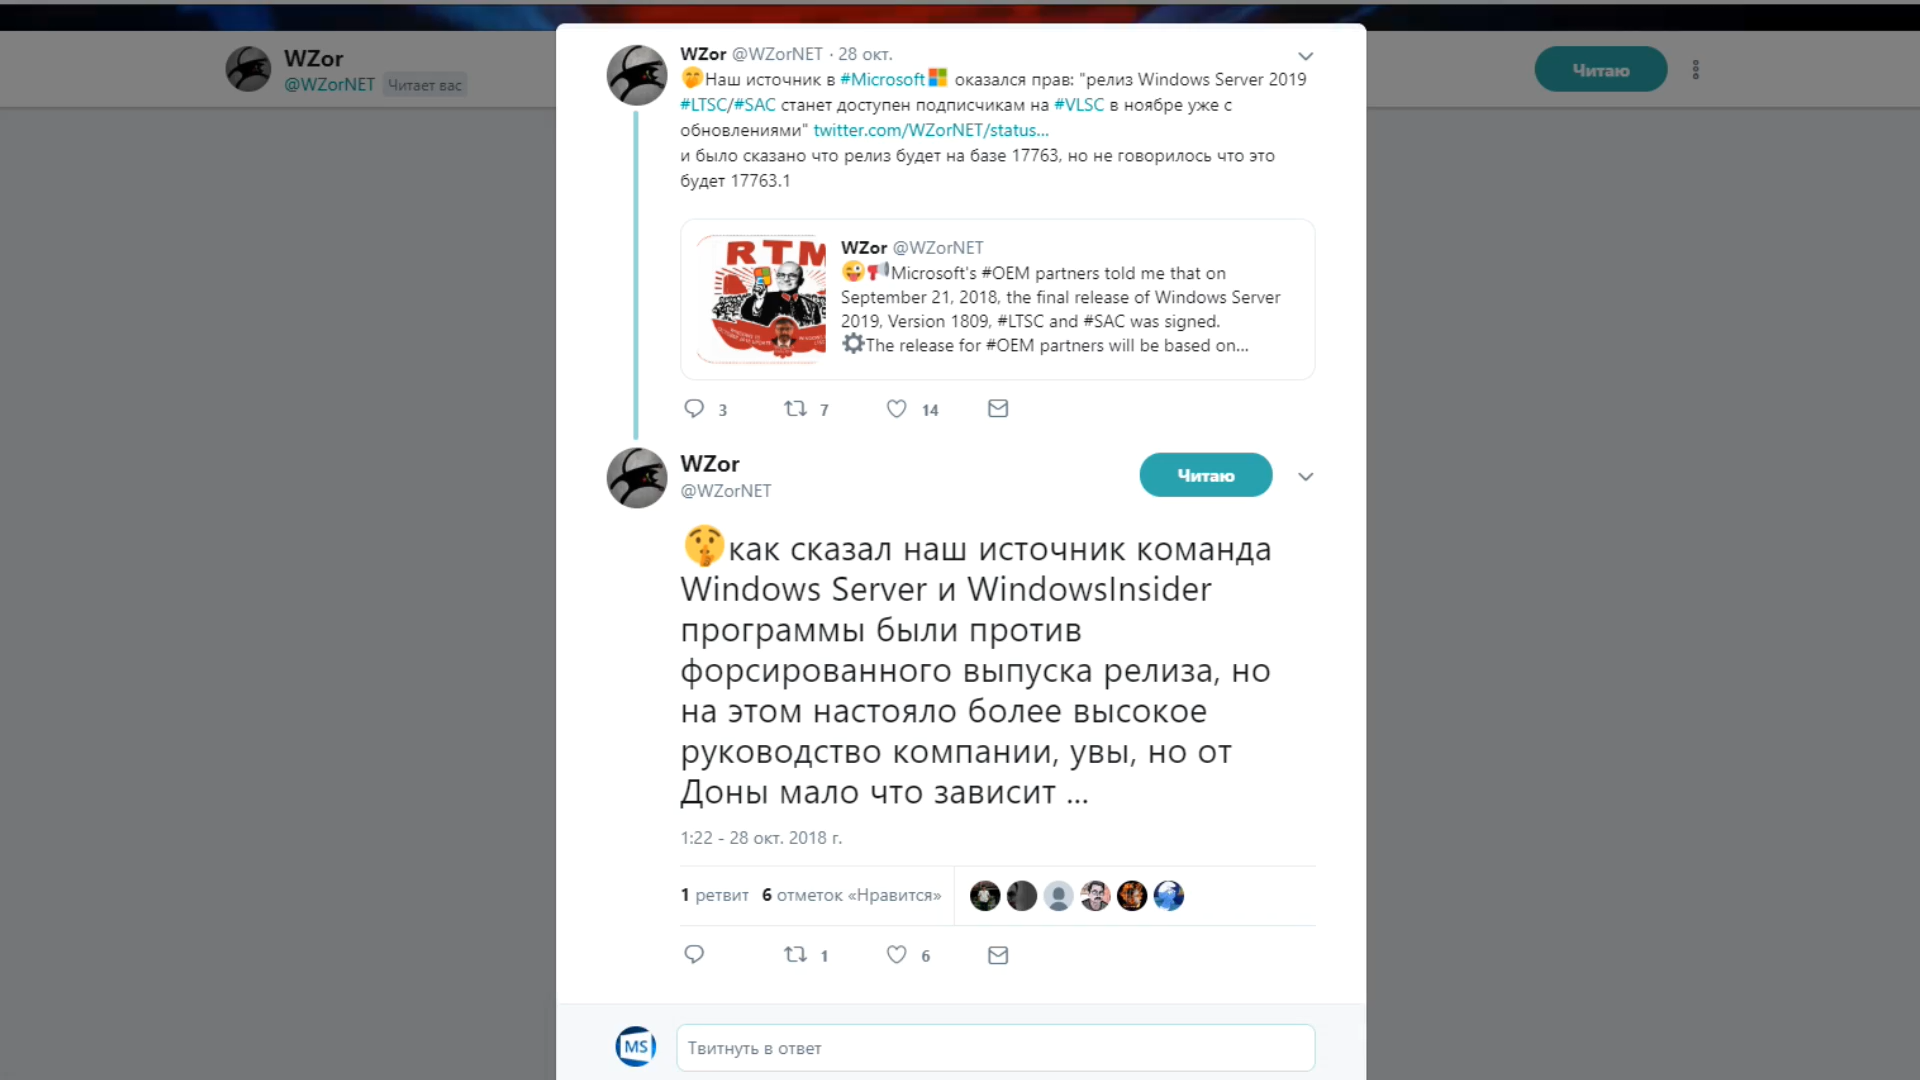 WZor
@WZorNET Читает вас
Читаю
WZor @WZorNET · 28 окт.
Наш источник в #Microsoft оказался прав: "релиз Windows Server 2019
#LTSC/#SAC станет доступен подписчикам на #VLSC в ноябре уже с
обновлениями" twitter.com/WZorNET/status…
и было сказано что релиз будет на базе 17763, но не говорилось что это
будет 17763.1
RTM
WZor @WZorNET
Microsoft's #OEM partners told me that on
September 21, 2018, the final release of Windows Server
2019, Version 1809, #LTSC and #SAC was signed.
The release for #OEM partners will be based on...
3 7 14
WZor
@WZorNET
Читаю
как сказал наш источник команда
Windows Server и WindowsInsider
программы были против
форсированного выпуска релиза, но
на этом настояло более высокое
руководство компании, увы, но от
Доны мало что зависит ...
1:22 - 28 окт. 2018 г.
1 ретвит 6 отметок «Нравится»
1 6
MS
Твитнуть в ответ